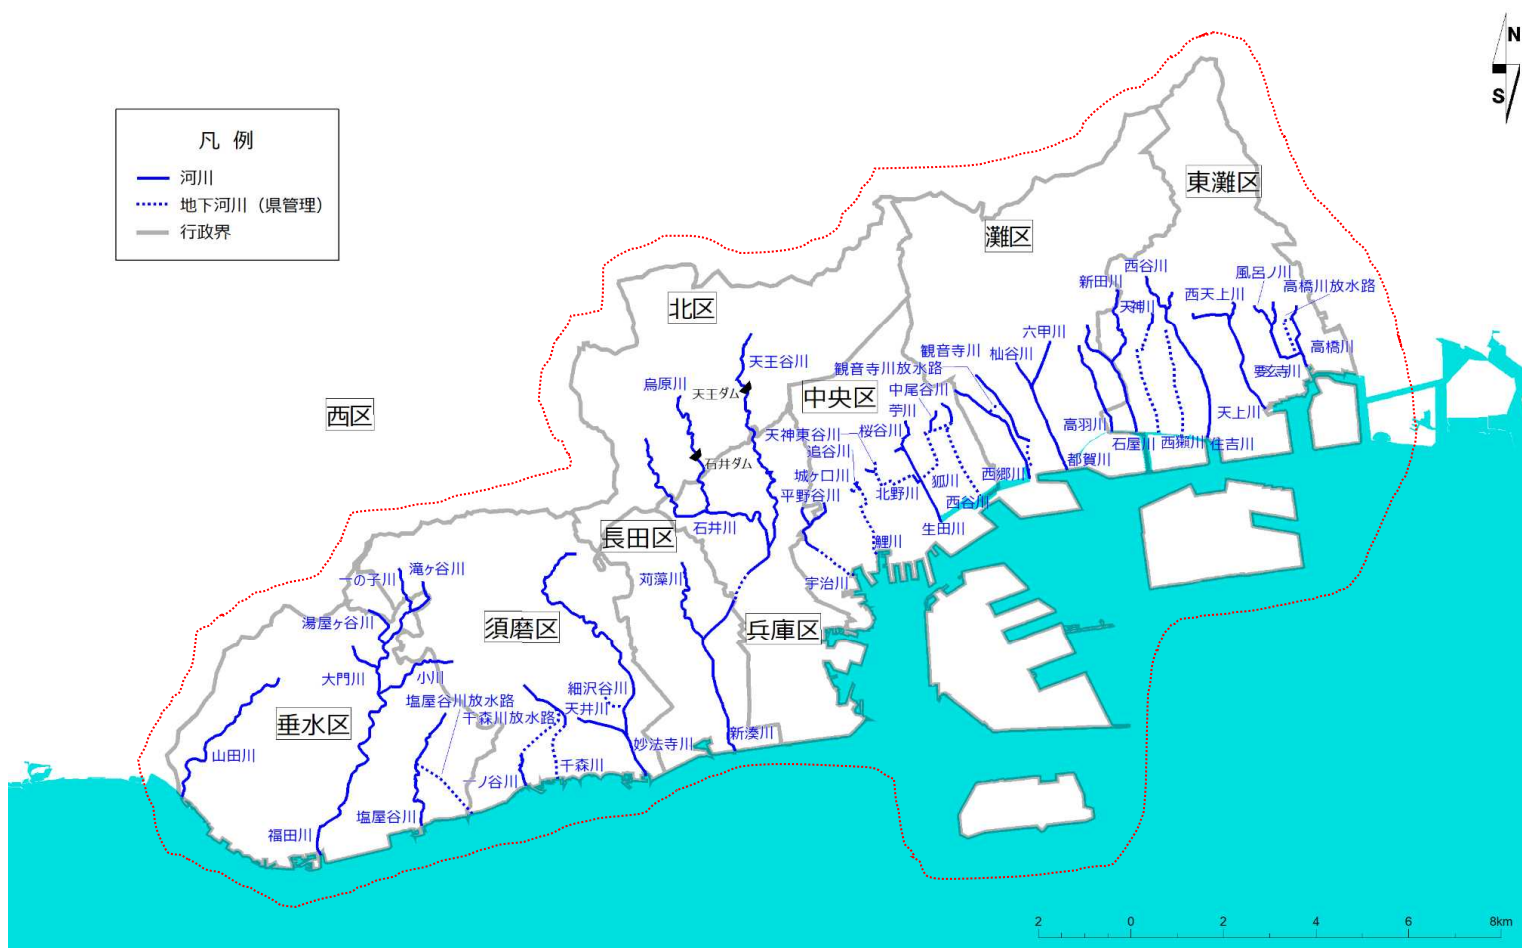 N
S
凡 例
河川
地下河川（県管理）
行政界
東灘区
灘区
北区
西区
中央区
長田区
須磨区
兵庫区
垂水区
西谷川
新田川
天神川
風呂ノ川
高橋川放水路
西天上川
六甲川
杣谷川
高橋川
要玄寺川
天上川
観音寺川
観音寺川放水路
中尾谷川
苧川
天王谷川
天王ダム
烏原川
石井ダム
天神東谷川
桜谷川
追谷川
城ヶ口川
平野谷川
北野川
狐川
西谷川
西郷川
都賀川
高羽川
石屋川
西瀬川
住吉川
生田川
鯉川
宇治川
石井川
苅藻川
一の子川
滝ヶ谷川
湯屋ヶ谷川
大門川
小川
塩屋谷川放水路
千森川放水路
細沢谷川
天井川
妙法寺川
新湊川
山田川
一ノ谷川
千森川
塩屋谷川
福田川
2 0 2 4 6 8km